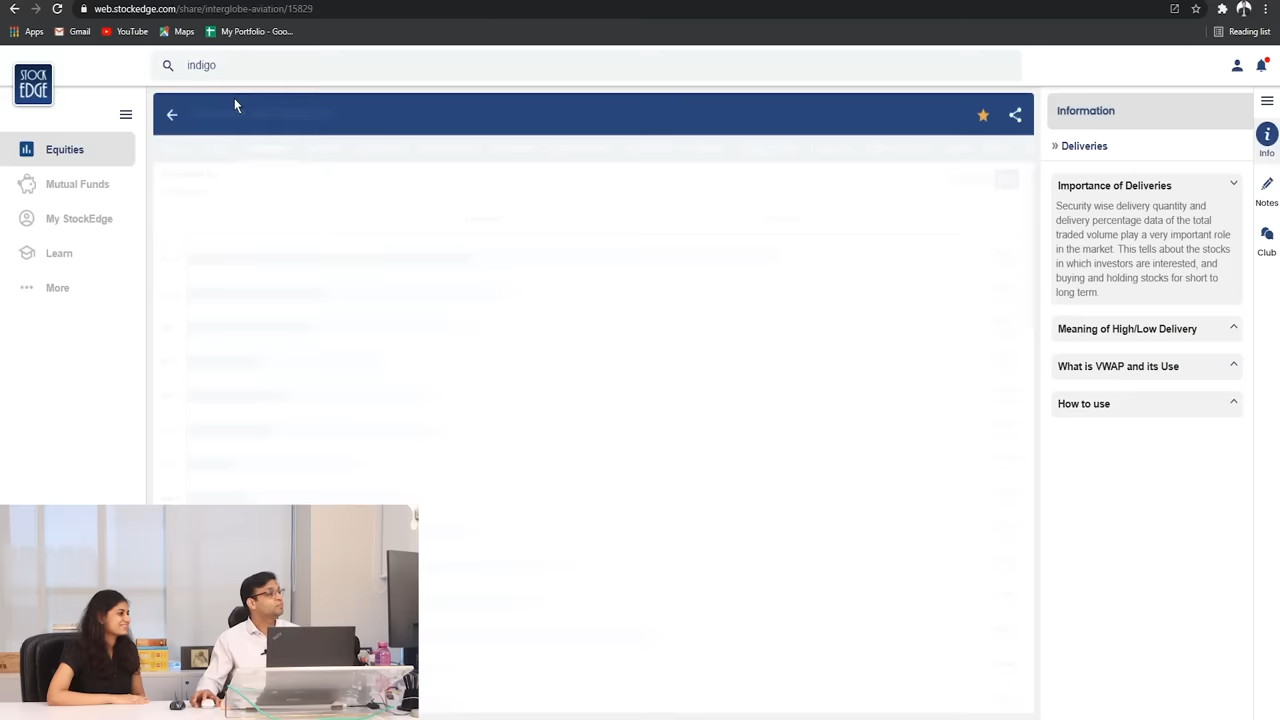 web.stockedge.com/share/interglobe-aviation/15829
Apps
Gmail
YouTube
Maps
My Portfolio - Goo...
Reading list
STOCK
EDGE
indigo
Equities
Mutual Funds
My StockEdge
Learn
More
Information
» Deliveries
Importance of Deliveries
Security wise delivery quantity and
delivery percentage data of the total
traded volume play a very important role
in the market. This tells about the stocks
in which investors are interested, and
buying and holding stocks for short to
long term.
Meaning of High/Low Delivery
What is VWAP and its Use
How to use
Info
Notes
Club